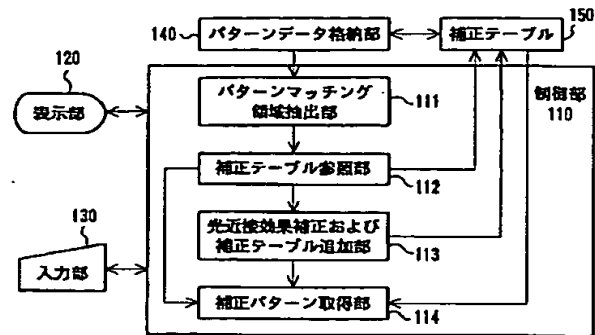 150
140
パターンデータ格納部
補正テーブル
120
表示部
パターンマッチング
領域抽出部
111
制御部
110
補正テーブル参照部
112
130
入力部
光近接効果補正および
補正テーブル追加部
113
補正パターン取得部
114